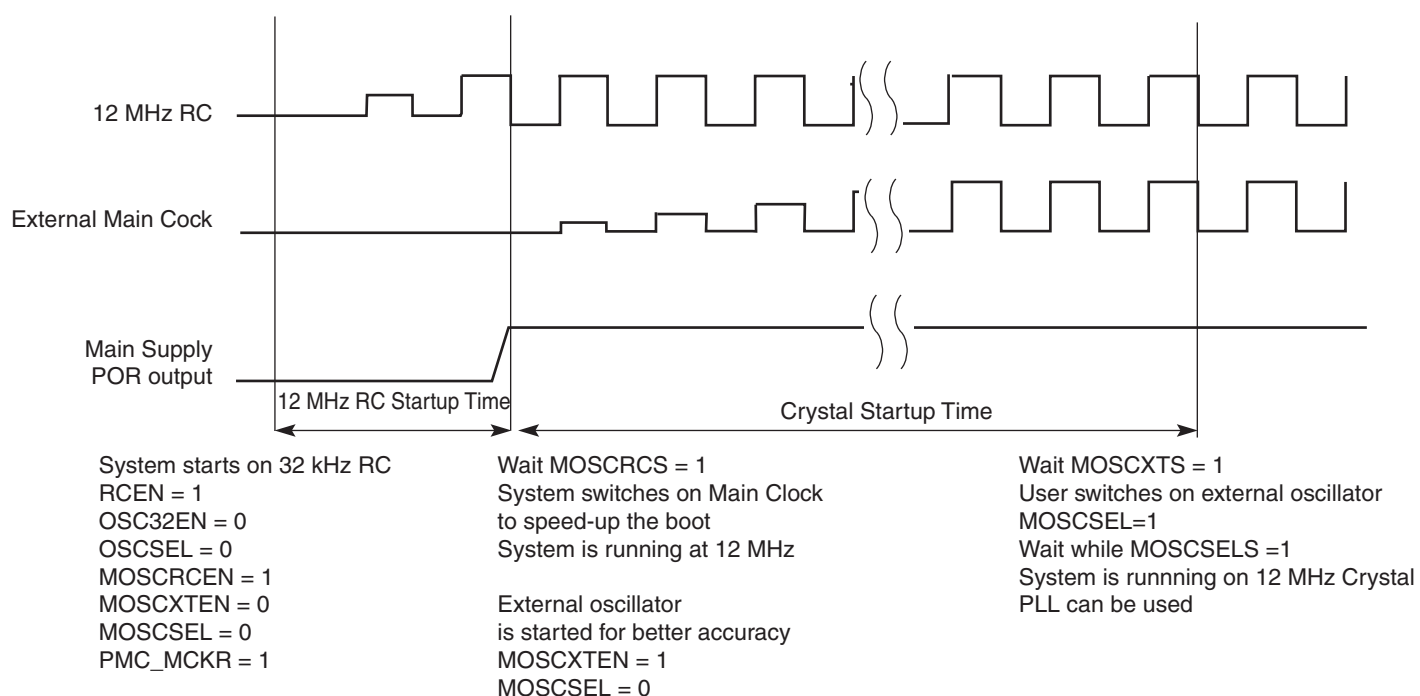 12 MHz RC
External Main Cock
Main Supply
POR output
12 MHz RC Startup Time
Crystal Startup Time
System starts on 32 kHz RC
RCEN = 1
OSC32EN = 0
OSCSEL = 0
MOSCRCEN = 1
MOSCXTEN = 0
MOSCSEL = 0
PMC_MCKR = 1
Wait MOSCRCS = 1
System switches on Main Clock
to speed-up the boot
System is running at 12 MHz
External oscillator
is started for better accuracy
MOSCXTEN = 1
MOSCSEL = 0
Wait MOSCXTS = 1
User switches on external oscillator
MOSCSEL=1
Wait while MOSCSELS =1
System is runnning on 12 MHz Crystal
PLL can be used